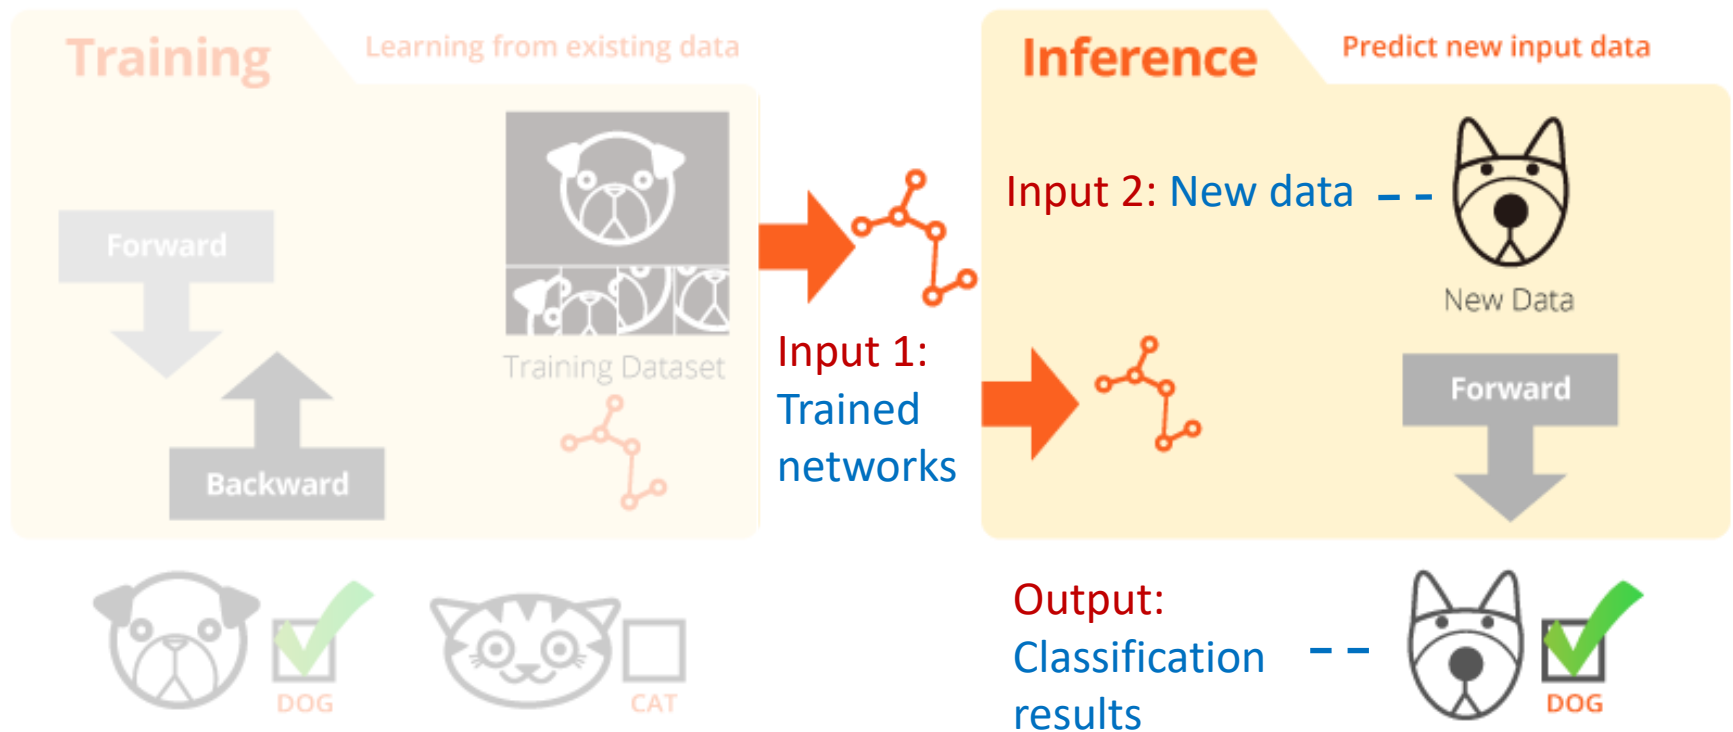 Training
Learning from existing data
Forward
Backward
Training Dataset
DOG
CAT
Input 1:
Trained
networks
Inference
Predict new input data
Input 2: New data
New Data
Forward
Output:
Classification
results
DOG